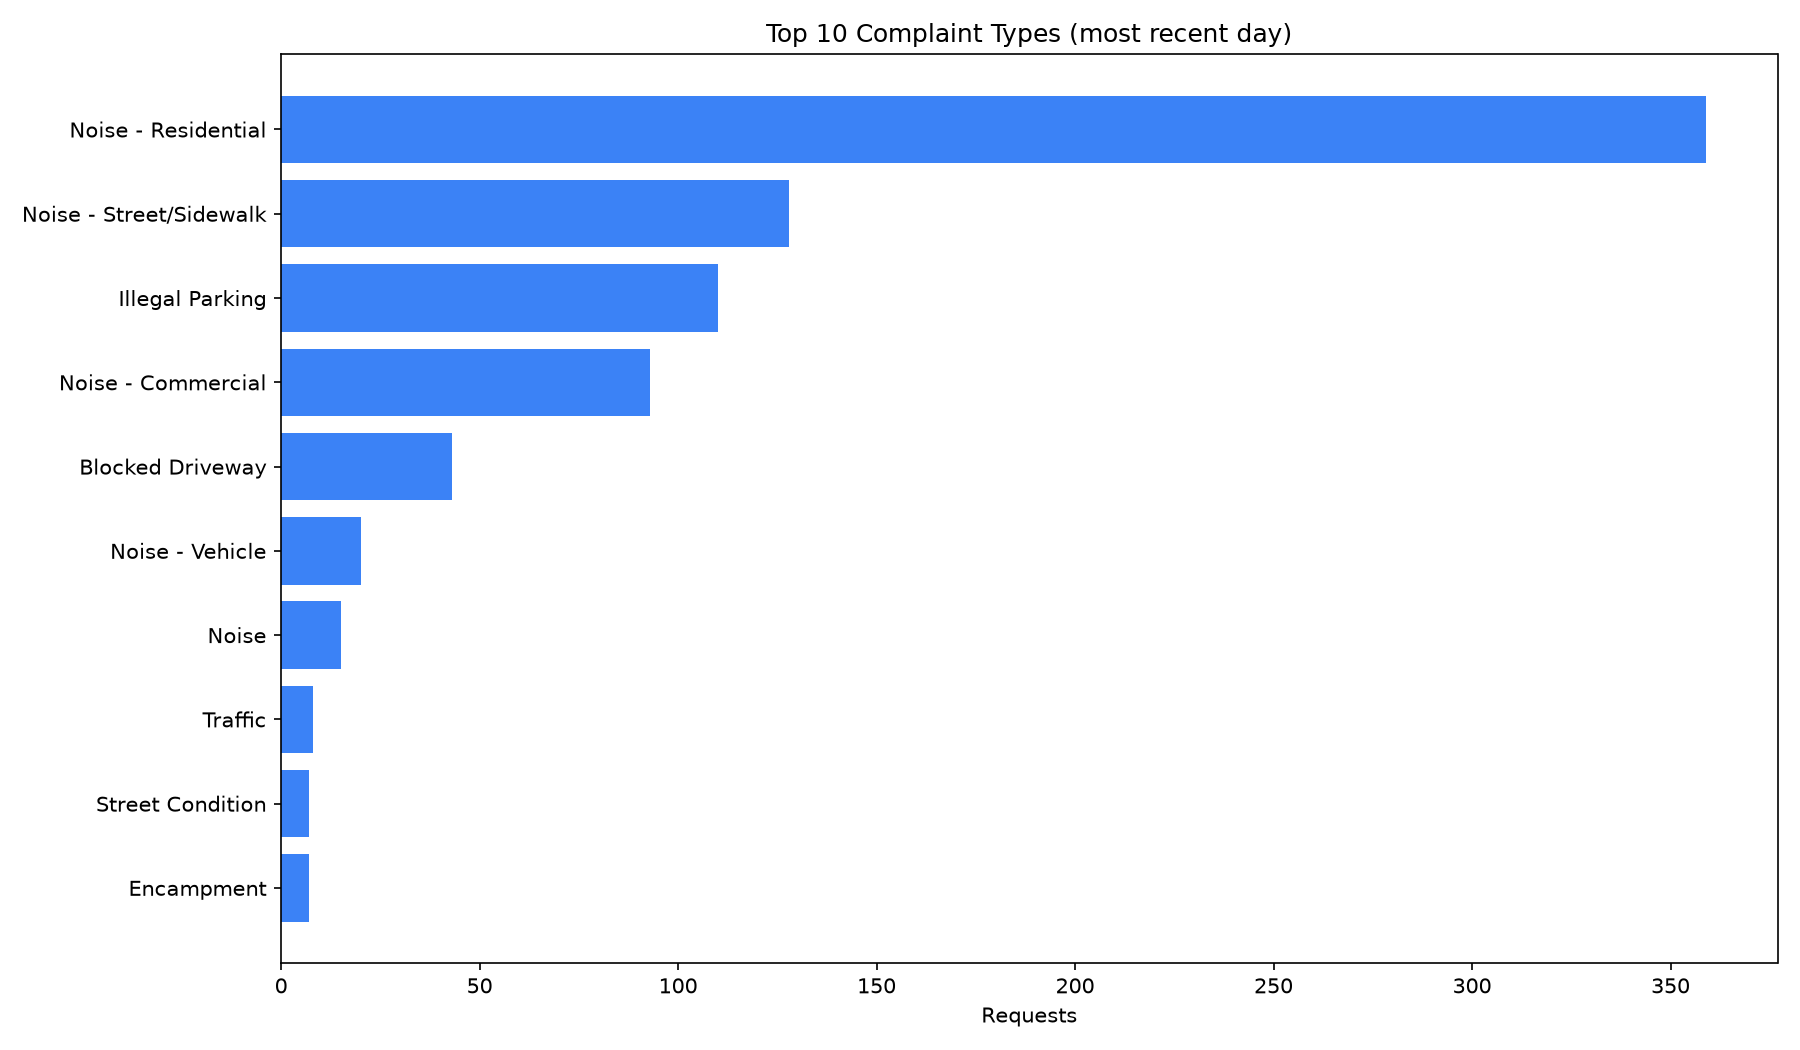 Top 10 Complaint Types (most recent day)
Noise - Residential
Noise - Street/Sidewalk
Illegal Parking
Noise - Commercial
Blocked Driveway
Noise - Vehicle
Noise
Traffic
Street Condition
Encampment
0 50 100 150 200 250 300 350
Requests